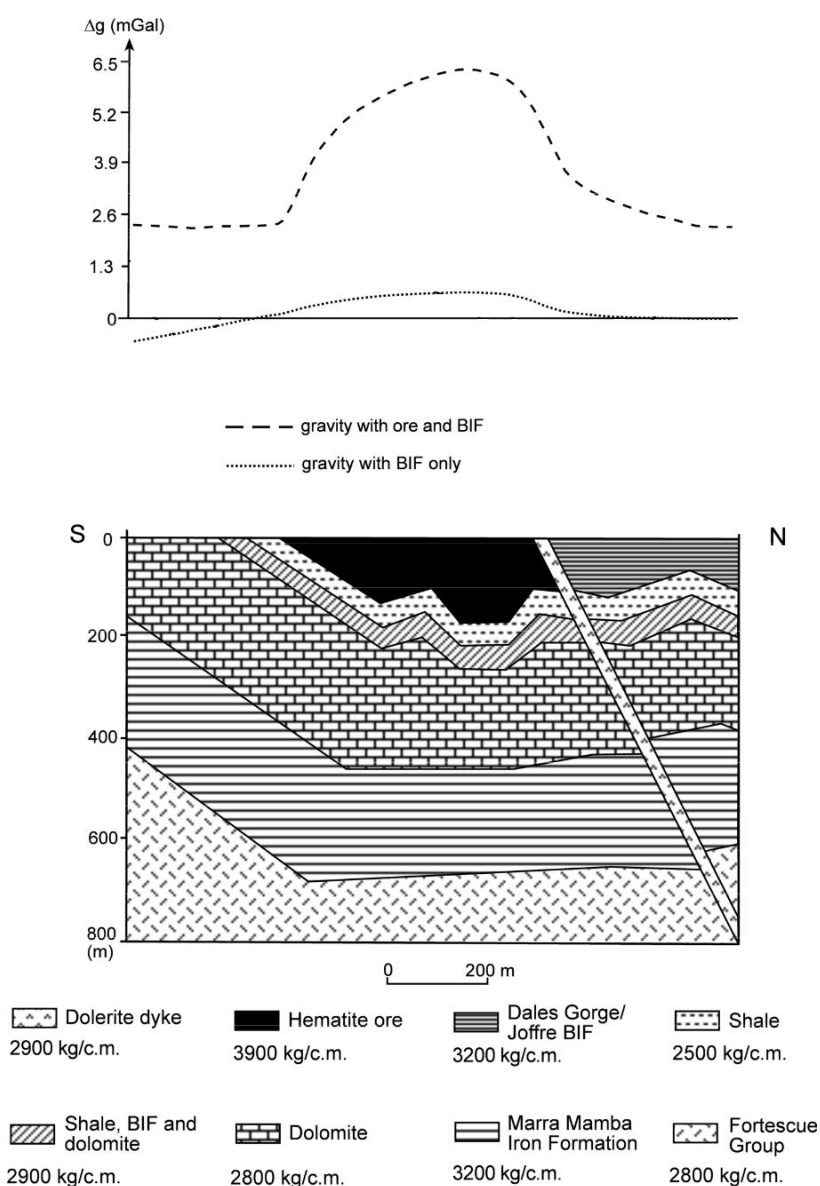 Δg (mGal)
6.5
5.2
3.9
2.6
1.3
0
gravity with ore and BIF
gravity with BIF only
S
N
0
200
400
600
800
(m)
0 200 m
Dolerite dyke
2900 kg/c.m.
Hematite ore
3900 kg/c.m.
Dales Gorge/
Joffre BIF
3200 kg/c.m.
Shale
2500 kg/c.m.
Shale, BIF and
dolomite
2900 kg/c.m.
Dolomite
2800 kg/c.m.
Marra Mamba
Iron Formation
3200 kg/c.m.
Fortescue
Group
2800 kg/c.m.